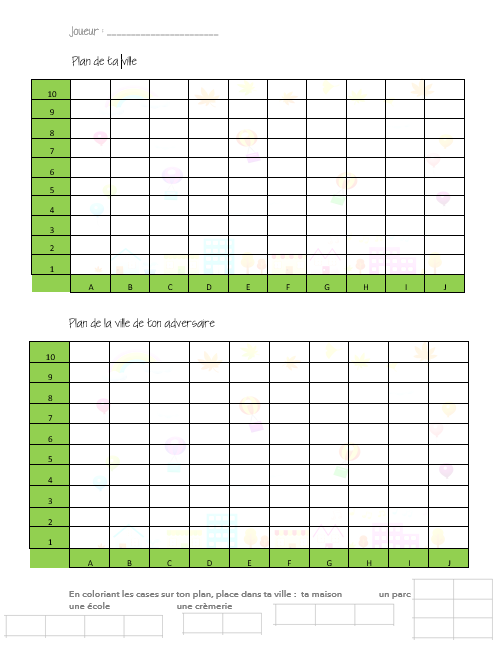 Joueur : ______________________
Plan de ta ville
10
9
8
7
6
5
4
3
2
1
A B C D E F G H I J
Plan de la ville de ton adversaire
10
9
8
7
6
5
4
3
2
1
A B C D E F G H I J
En coloriant les cases sur ton plan, place dans ta ville : ta maison un parc
une école une crèmerie